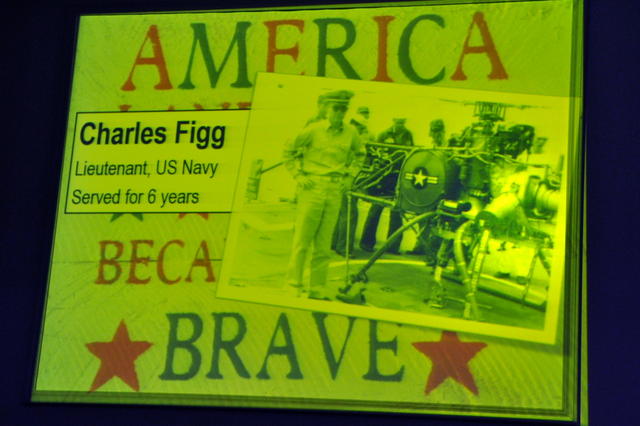 AMERICA
Charles Figg
Lieutenant, US Navy
Served for 6 years
BECA
BRAVE